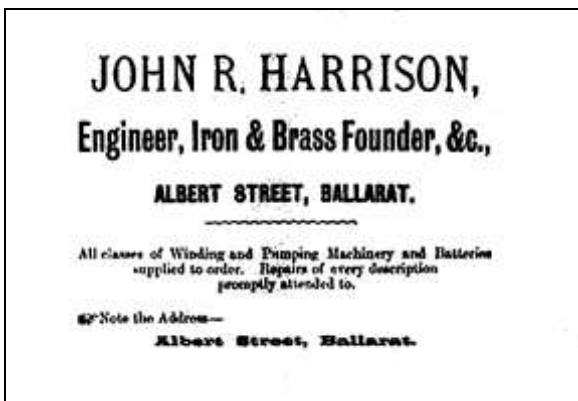 JOHN R. HARRISON,
Engineer, Iron & Brass Founder, &c.,
ALBERT STREET, BALLARAT.
All classes of Winding and Pumping Machinery and Batteries
supplied to order. Repairs of every description
promptly attended to.
☞Note the Address—
Albert Street, Ballarat.